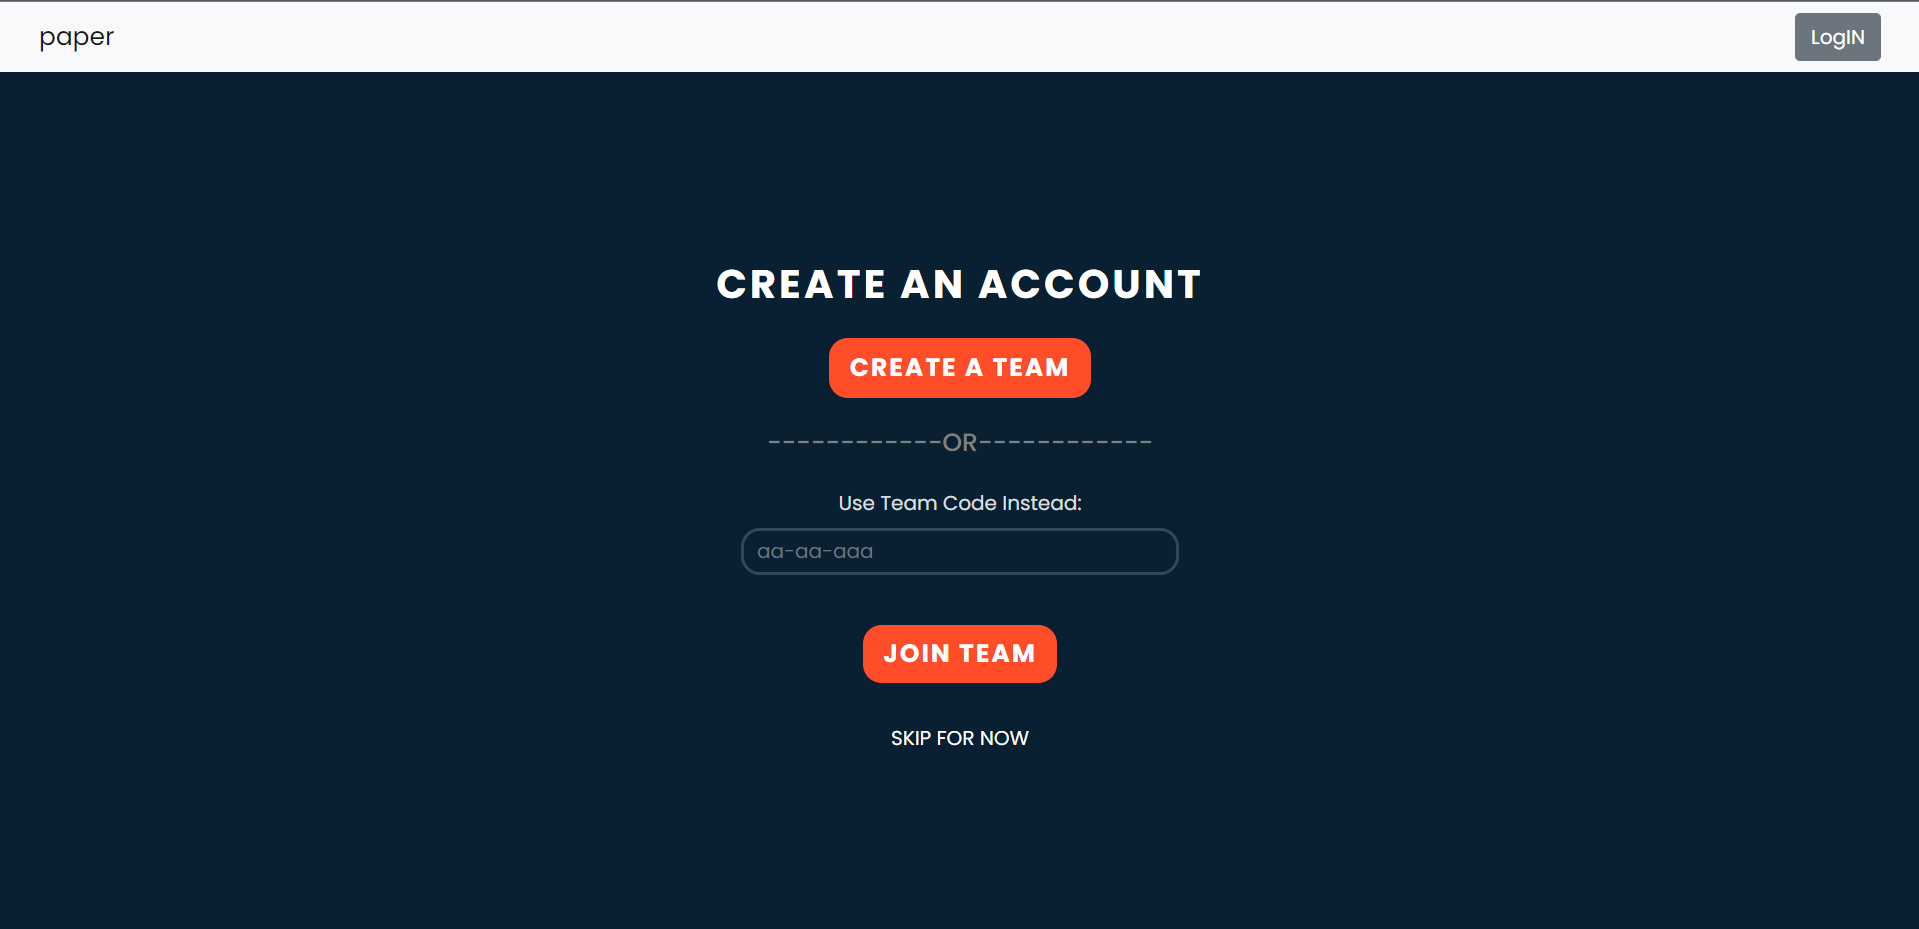 paper
LogIN
CREATE AN ACCOUNT
CREATE A TEAM
------------OR------------
Use Team Code Instead:
aa-aa-aaa
JOIN TEAM
SKIP FOR NOW